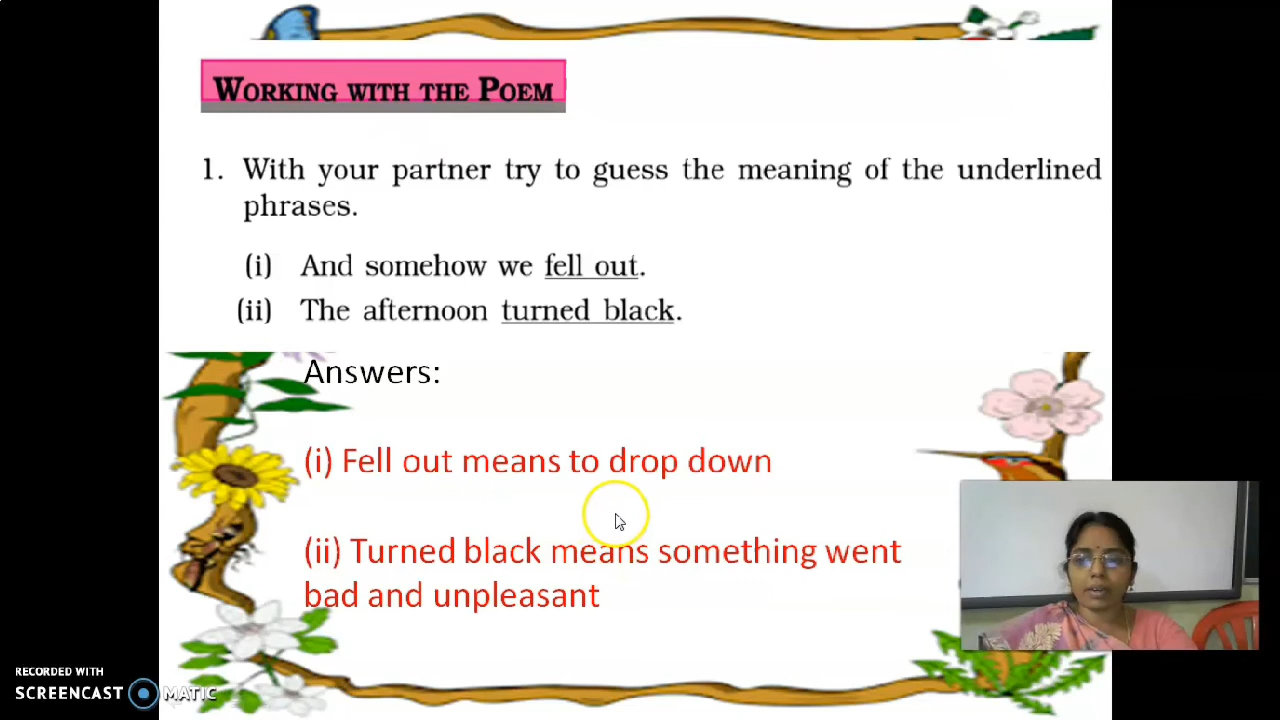 WORKING WITH THE POEM
1. With your partner try to guess the meaning of the underlined
phrases.
(i) And somehow we fell out.
(ii) The afternoon turned black.
Answers:
(i) Fell out means to drop down
(ii) Turned black means something went
bad and unpleasant
RECORDED WITH
SCREENCAST MATIC